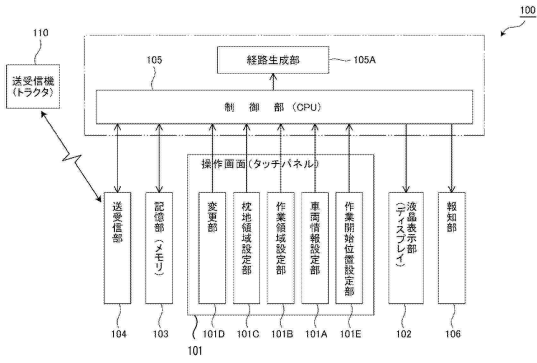 100
110
送受信機
(トラクタ)
105
経路生成部
105A
制御部(CPU)
操作画面(タッチパネル)
送受信部
記憶部(メモリ)
変更部
枕地領域設定部
作業領域設定部
車両情報設定部
作業開始位置設定部
液晶表示部
(ディスプレイ)
報知部
104
103
101D
101C
101B
101A
101E
102
106
101